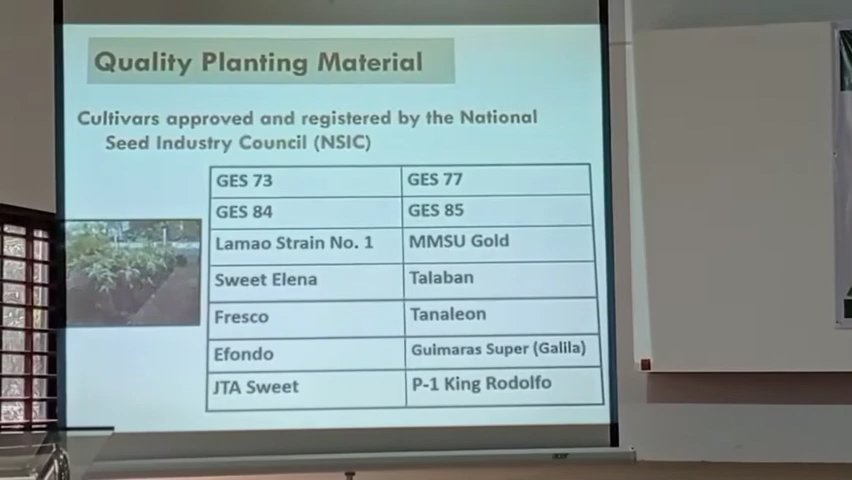 Quality Planting Material
Cultivars approved and registered by the National
Seed Industry Council (NSIC)
GES 73 GES 77
GES 84 GES 85
Lamao Strain No. 1 MMSU Gold
Sweet Elena Talaban
Fresco Tanaleon
Efondo Guimaras Super (Galila)
JTA Sweet P-1 King Rodolfo
acer